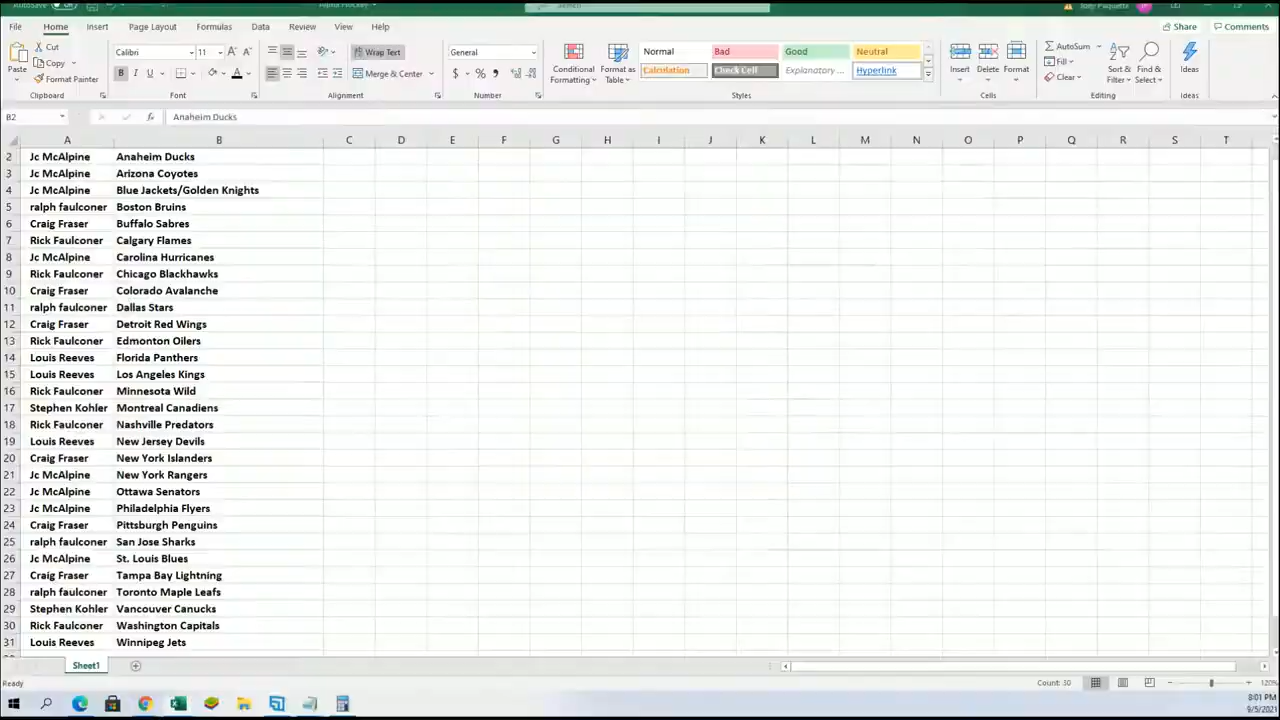 File Home Insert Page Layout Formulas Data Review View Help Share Comments
Paste Cut Copy Format Painter Clipboard
Calibri 11 Font
Wrap Text Merge & Center Alignment
General Number
Conditional Formatting Format as Table
Normal Bad Good Neutral
Calculation Check Cell Explanatory ... Hyperlink
Styles
Insert Delete Format Cells
AutoSum Fill Clear Sort & Filter Find & Select Editing
Ideas Ideas
B2 fx Anaheim Ducks
A B C D E F G H I J K L M N O P Q R S T
2 Jc McAlpine Anaheim Ducks
3 Jc McAlpine Arizona Coyotes
4 Jc McAlpine Blue Jackets/Golden Knights
5 ralph faulconer Boston Bruins
6 Craig Fraser Buffalo Sabres
7 Rick Faulconer Calgary Flames
8 Jc McAlpine Carolina Hurricanes
9 Rick Faulconer Chicago Blackhawks
10 Craig Fraser Colorado Avalanche
11 ralph faulconer Dallas Stars
12 Craig Fraser Detroit Red Wings
13 Rick Faulconer Edmonton Oilers
14 Louis Reeves Florida Panthers
15 Louis Reeves Los Angeles Kings
16 Rick Faulconer Minnesota Wild
17 Stephen Kohler Montreal Canadiens
18 Rick Faulconer Nashville Predators
19 Louis Reeves New Jersey Devils
20 Craig Fraser New York Islanders
21 Jc McAlpine New York Rangers
22 Jc McAlpine Ottawa Senators
23 Jc McAlpine Philadelphia Flyers
24 Craig Fraser Pittsburgh Penguins
25 ralph faulconer San Jose Sharks
26 Jc McAlpine St. Louis Blues
27 Craig Fraser Tampa Bay Lightning
28 ralph faulconer Toronto Maple Leafs
29 Stephen Kohler Vancouver Canucks
30 Rick Faulconer Washington Capitals
31 Louis Reeves Winnipeg Jets
Sheet1
Ready Count: 30 120%
8:01 PM
9/5/2021